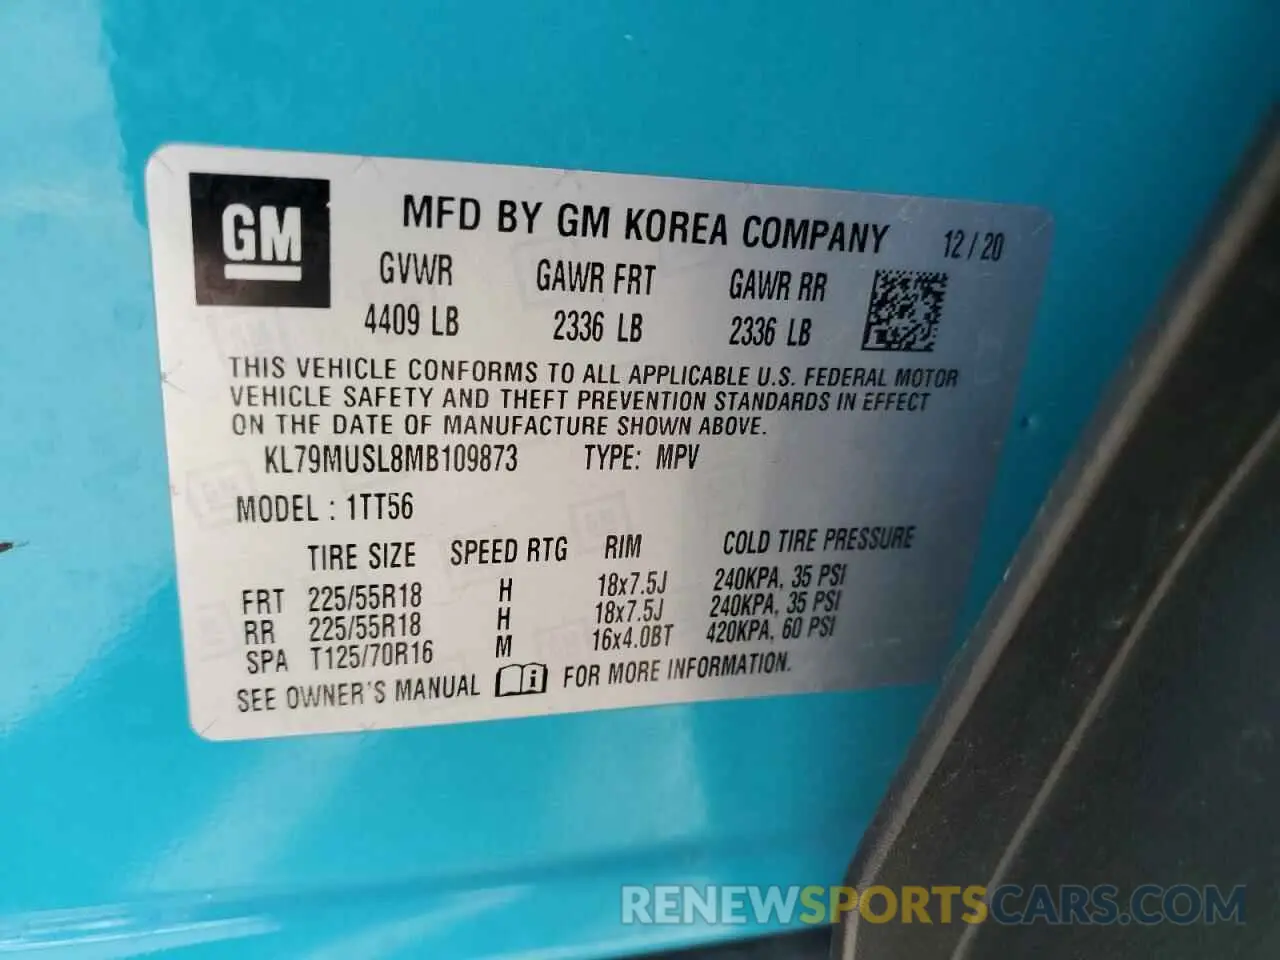 GM
MFD BY GM KOREA COMPANY 12/20
GVWR GAWR FRT GAWR RR
4409 LB 2336 LB 2336 LB
THIS VEHICLE CONFORMS TO ALL APPLICABLE U.S. FEDERAL MOTOR
VEHICLE SAFETY AND THEFT PREVENTION STANDARDS IN EFFECT
ON THE DATE OF MANUFACTURE SHOWN ABOVE.
KL79MUSL8MB109873 TYPE: MPV
MODEL : 1TT56
TIRE SIZE SPEED RTG RIM COLD TIRE PRESSURE
FRT 225/55R18 H 18x7.5J 240KPA, 35 PSI
RR 225/55R18 H 18x7.5J 240KPA, 35 PSI
SPA T125/70R16 M 16x4.0BT 420KPA, 60 PSI
SEE OWNER'S MANUAL FOR MORE INFORMATION.
RENEWSPORTSCARS.COM